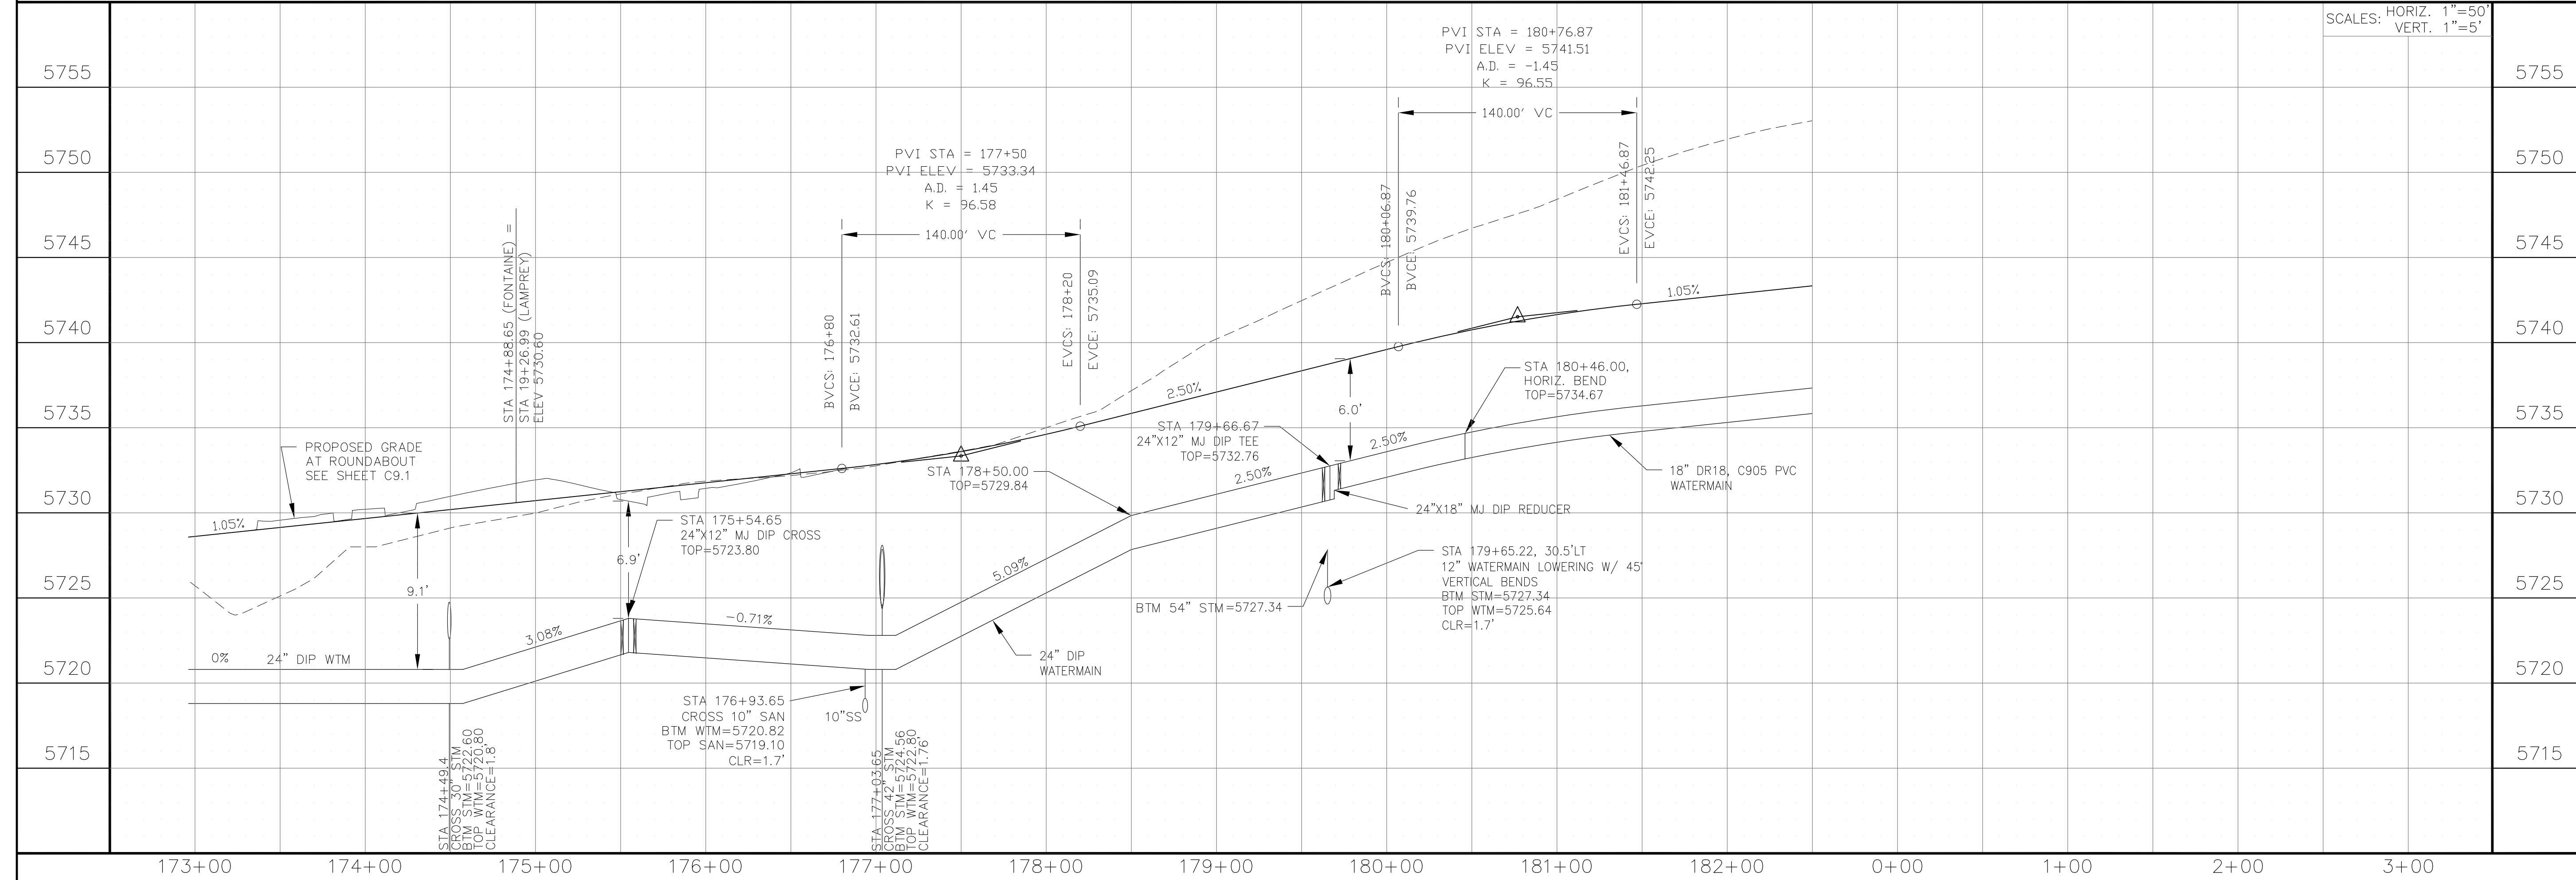 SCALES: HORIZ. 1"=50'
VERT. 1"=5'
PVI STA = 180+76.87
PVI ELEV = 5741.51
A.D. = -1.45
K = 96.55
140.00' VC
BVCS: 180+06.87
BVCE: 5739.76
EVCS: 181+46.87
EVCE: 5742.25
PVI STA = 177+50
PVI ELEV = 5733.34
A.D. = 1.45
K = 96.58
140.00' VC
BVCS: 176+80
BVCE: 5732.61
EVCS: 178+20
EVCE: 5735.09
STA 174+88.65 (FONTAINE) =
STA 19+26.99 (LAMPREY)
ELEV 5730.60
PROPOSED GRADE
AT ROUNDABOUT
SEE SHEET C9.1
1.05%
2.50%
1.05%
9.1'
6.9'
6.0'
STA 175+54.65
24"X12" MJ DIP CROSS
TOP=5723.80
STA 178+50.00
TOP=5729.84
STA 179+66.67
24"X12" MJ DIP TEE
TOP=5732.76
STA 180+46.00,
HORIZ. BEND
TOP=5734.67
2.50%
2.50%
18" DR18, C905 PVC
WATERMAIN
24"X18" MJ DIP REDUCER
STA 179+65.22, 30.5'LT
12" WATERMAIN LOWERING W/ 45°
VERTICAL BENDS
BTM STM=5727.34
TOP WTM=5725.64
CLR=1.7'
BTM 54" STM=5727.34
0%
24" DIP WTM
3.08%
-0.71%
5.09%
24" DIP
WATERMAIN
STA 176+93.65
CROSS 10" SAN
BTM WTM=5720.82
TOP SAN=5719.10
CLR=1.7'
10"SS
STA 174+49.4
CROSS 30" STM
BTM STM=5722.60
TOP WTM=5720.80
CLEARANCE=1.8'
STA 177+03.65
CROSS 42" STM
BTM STM=5724.56
TOP WTM=5722.80
CLEARANCE=1.76'
5755
5750
5745
5740
5735
5730
5725
5720
5715
5755
5750
5745
5740
5735
5730
5725
5720
5715
173+00
174+00
175+00
176+00
177+00
178+00
179+00
180+00
181+00
182+00
0+00
1+00
2+00
3+00